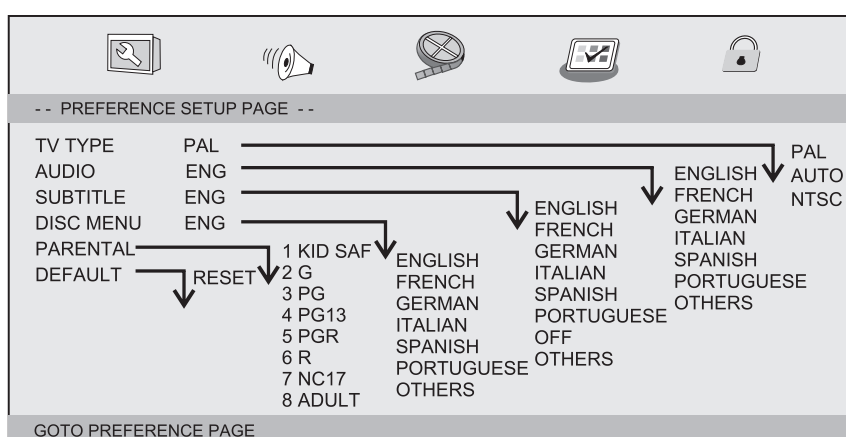 -- PREFERENCE SETUP PAGE --
TV TYPE PAL
AUDIO ENG
SUBTITLE ENG
DISC MENU ENG
PARENTAL
DEFAULT
RESET
1 KID SAF
2 G
3 PG
4 PG13
5 PGR
6 R
7 NC17
8 ADULT
ENGLISH
FRENCH
GERMAN
ITALIAN
SPANISH
PORTUGUESE
OTHERS
ENGLISH
FRENCH
GERMAN
ITALIAN
SPANISH
PORTUGUESE
OFF
OTHERS
ENGLISH
FRENCH
GERMAN
ITALIAN
SPANISH
PORTUGUESE
OTHERS
PAL
AUTO
NTSC
GOTO PREFERENCE PAGE